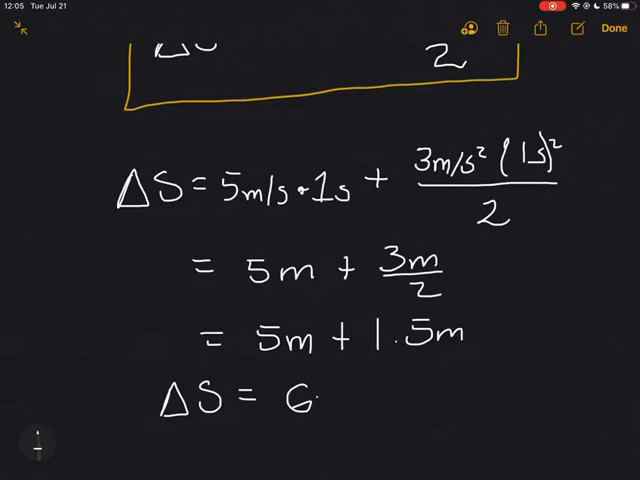 12:05 Tue Jul 21 58%
Done
2
ΔS = 5m/s • 1s + 3m/s² (1s)² / 2
= 5m + 3m / 2
= 5m + 1.5m
ΔS = 6.